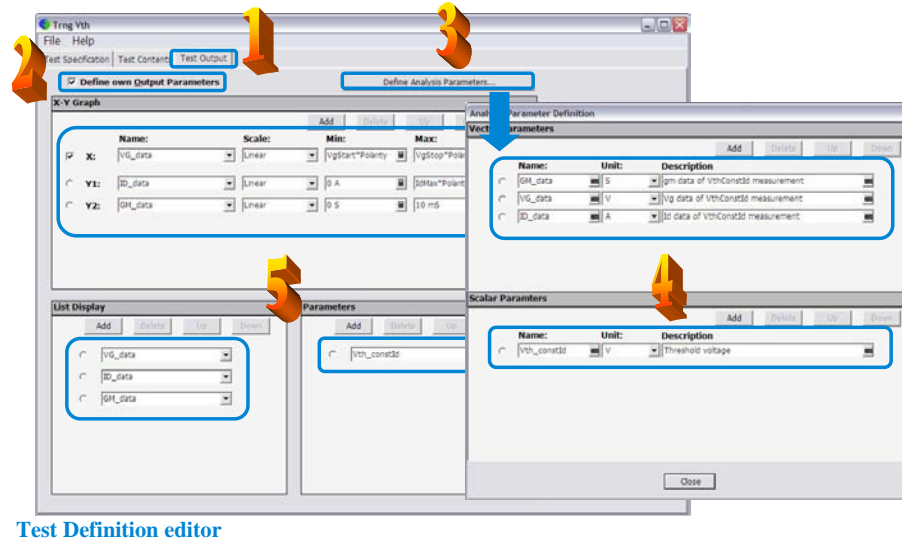 Trng Vth
File Help
Test Specification Test Contents Test Output
1
2
3
Define own Output Parameters
Define Analysis Parameters...
X-Y Graph
Add Delete Up
Name: Scale: Min: Max:
X: VG_data Linear VgStart*Polarity VgStop*Pola
Y1: ID_data Linear 0 A IdMax*Polari
Y2: GM_data Linear 0 S 10 mS
List Display
Add Delete Up Down
VG_data
ID_data
GM_data
5
Parameters
Add Delete Up
Vth_constId
Parameter Definition
Add Delete Up Down
Name: Unit: Description
GM_data S gm data of VthConstId measurement
VG_data V Vg data of VthConstId measurement
ID_data A Id data of VthConstId measurement
4
Scalar Paramters
Add Delete Up Down
Name: Unit: Description
Vth_constId V Threshold voltage
Close
Test Definition editor